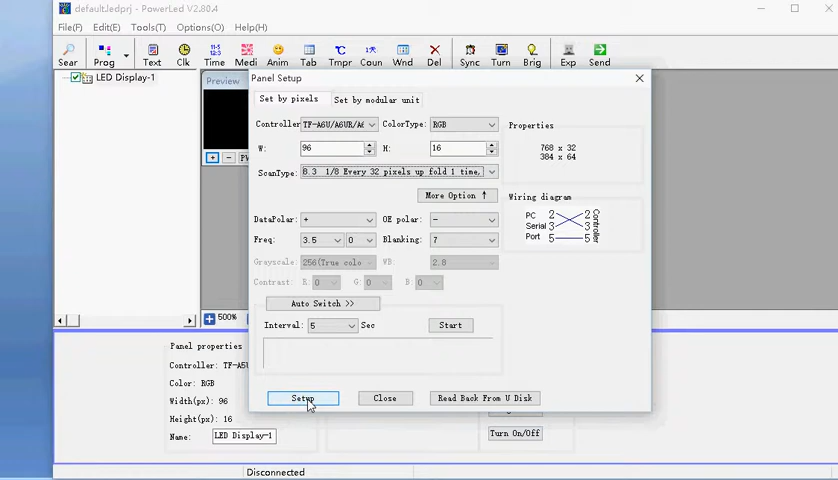 defaultledprj - PowerLed V2.80.4
File(F) Edit(E) Tools(T) Options(O) Help(H)
Sear Prog Text Clk Time Medi Anim Tab Tmpr Coun Wnd Del Sync Turn Brig Exp Send
LED Display-1
Preview
Panel Setup
Set by pixels Set by modular unit
Controller TF-A6U/A6UR/A6 ColorType: RGB
W: 96 H: 16
ScanType: 8.3 1/8 Every 32 pixels up fold 1 time,
More Option ↑
DataPolar: + OE polar: -
Freq: 3.5 0 Blanking: 7
Grayscale: 256(True colo WB: 2.8
Contrast: R: 0 G: 0 B: 0
Auto Switch >>
Interval: 5 Sec Start
Setup Close Read Back From U Disk
Properties
768 x 32
384 x 64
Wiring diagram
PC 2 2
Serial 3 3
Port 5 5
Controller
500%
Panel properties
Controller: TF-A5U
Color: RGB
Width(px): 96
Height(px): 16
Name: LED Display-1
Turn On/Off
Disconnected